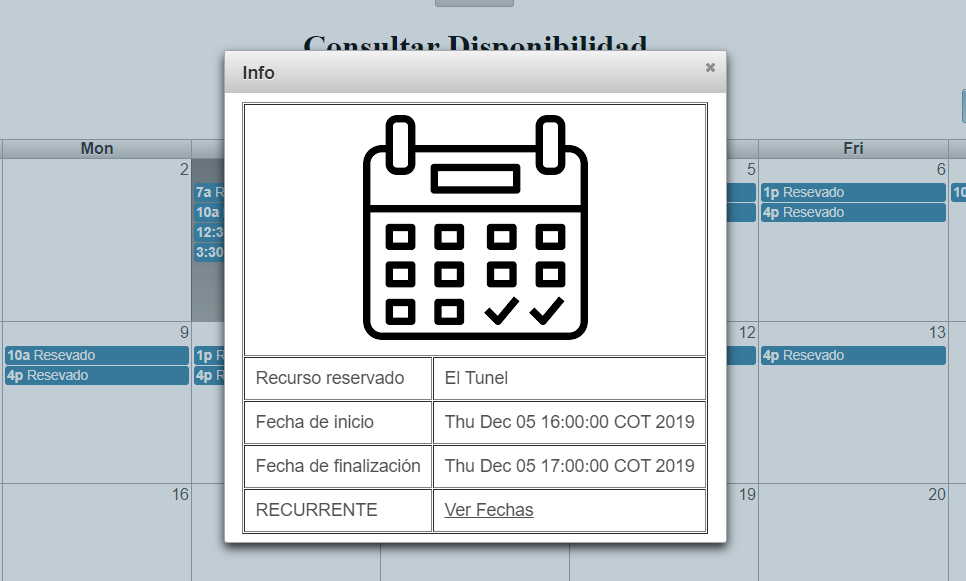 Consultar Disponibilidad
Info
Mon
Fri
2
5
6
7a
10a
12:3
3:30
1p Resevado
4p Resevado
10
Recurso reservado El Tunel
Fecha de inicio Thu Dec 05 16:00:00 COT 2019
Fecha de finalización Thu Dec 05 17:00:00 COT 2019
RECURRENTE Ver Fechas
9
12
13
10a Resevado
4p Resevado
1p
4p
4p Resevado
16
19
20